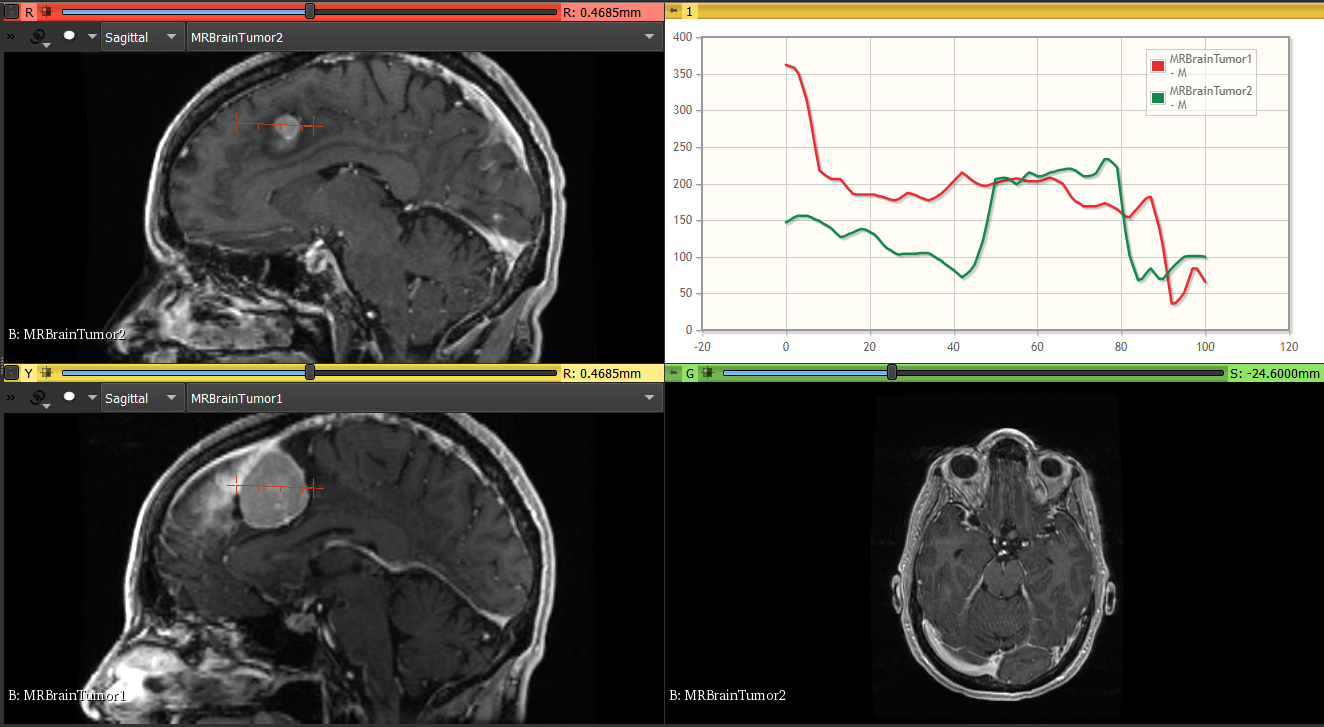 R
R: 0.4685mm
Sagittal
MRBrainTumor2
B: MRBrainTumor2
1
400
350
300
250
200
150
100
50
0
-20 0 20 40 60 80 100 120
MRBrainTumor1
- M
MRBrainTumor2
- M
Y
R: 0.4685mm
Sagittal
MRBrainTumor1
B: MRBrainTumor1
G
S: -24.6000mm
B: MRBrainTumor2